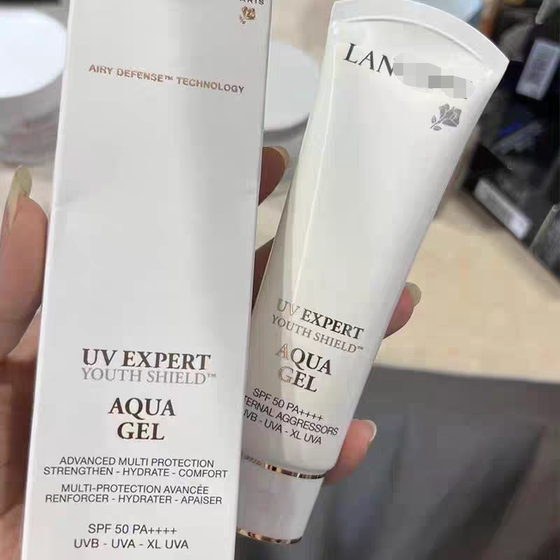 AIRY DEFENSE™ TECHNOLOGY
UV EXPERT
YOUTH SHIELD™
AQUA
GEL
ADVANCED MULTI PROTECTION
STRENGTHEN - HYDRATE - COMFORT
MULTI-PROTECTION AVANCÉE
RENFORCER - HYDRATER - APAISER
SPF 50 PA++++
UVB - UVA - XL UVA
LAN
UV EXPERT
YOUTH SHIELD™
AQUA
GEL
SPF 50 PA++++
TERNAL AGGRESSORS
UVB - UVA - XL UVA